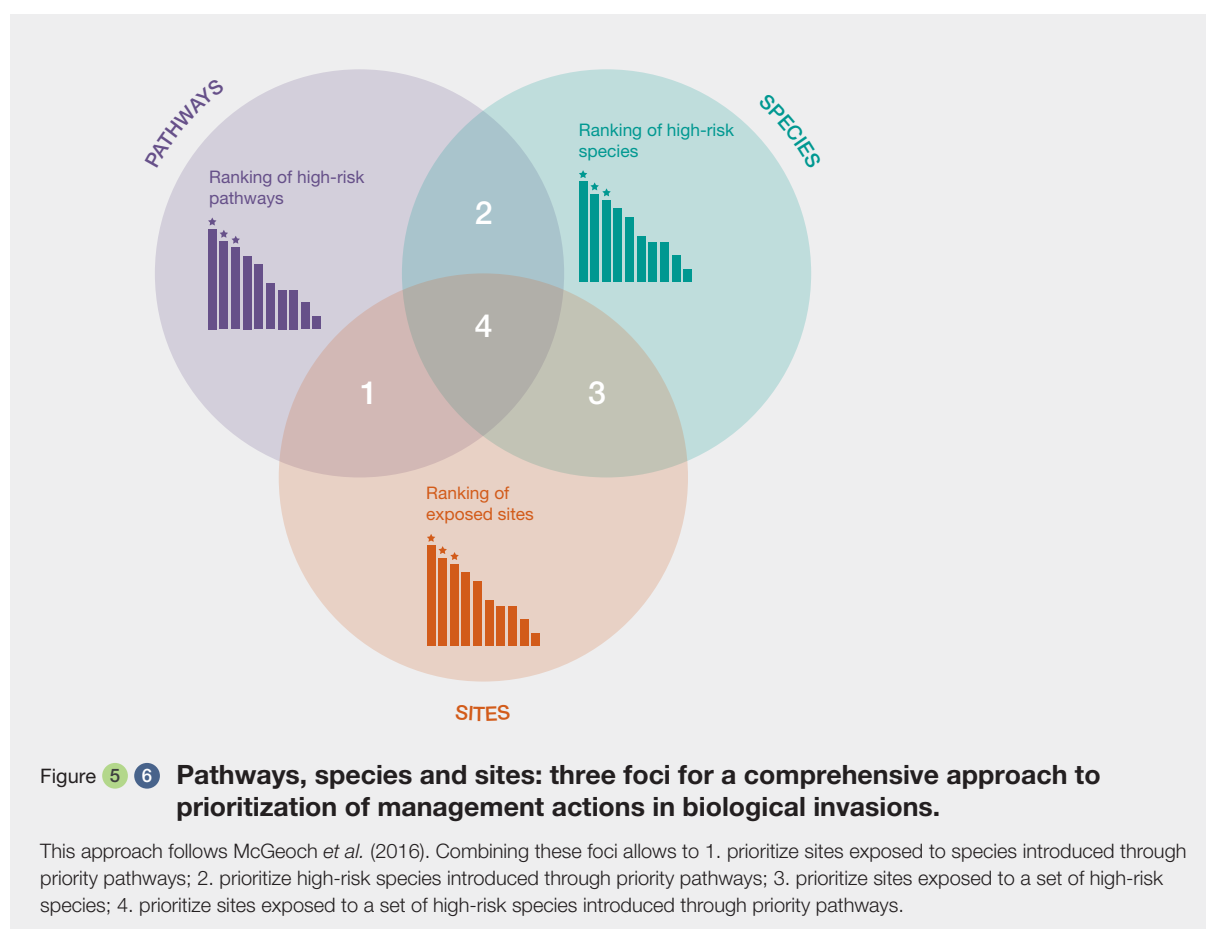 PATHWAYS
SPECIES
Ranking of high-risk
species
Ranking of high-risk
pathways
2
4
1
3
Ranking of
exposed sites
SITES
Figure 5 6 Pathways, species and sites: three foci for a comprehensive approach to
prioritization of management actions in biological invasions.
This approach follows McGeoch et al. (2016). Combining these foci allows to 1. prioritize sites exposed to species introduced through
priority pathways; 2. prioritize high-risk species introduced through priority pathways; 3. prioritize sites exposed to a set of high-risk
species; 4. prioritize sites exposed to a set of high-risk species introduced through priority pathways.